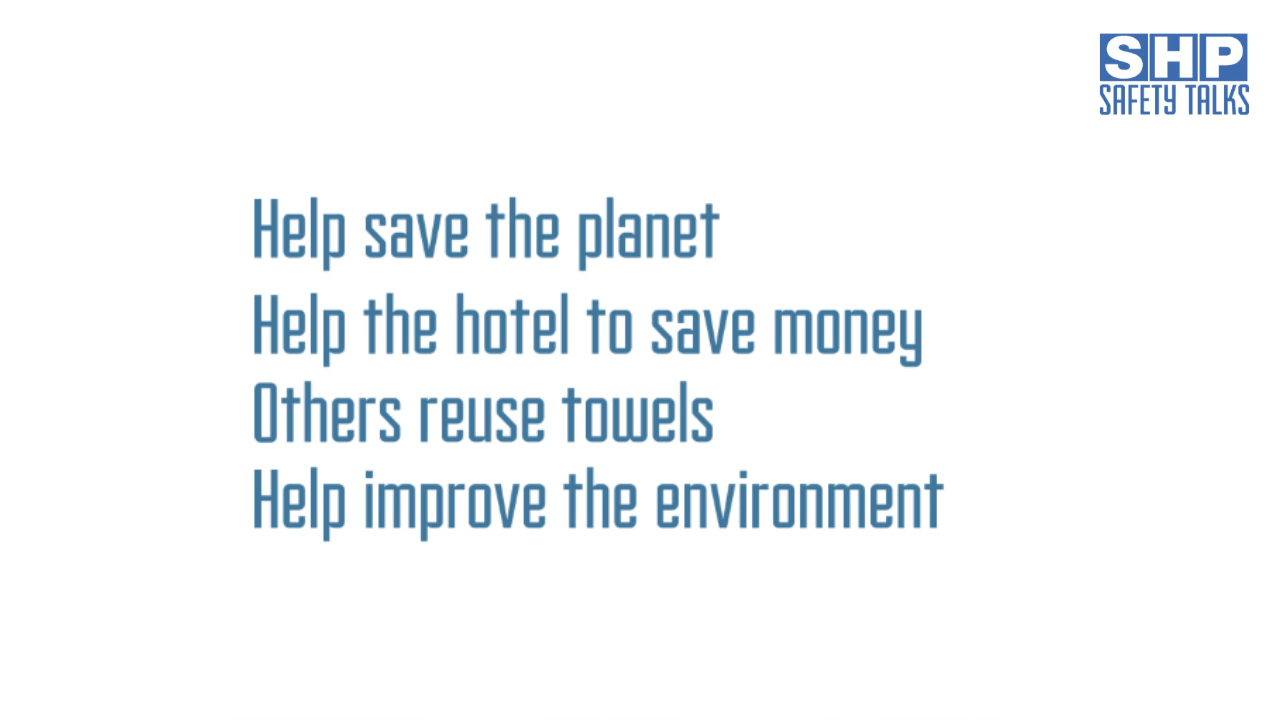 SHP
SAFETY TALKS
Help save the planet
Help the hotel to save money
Others reuse towels
Help improve the environment